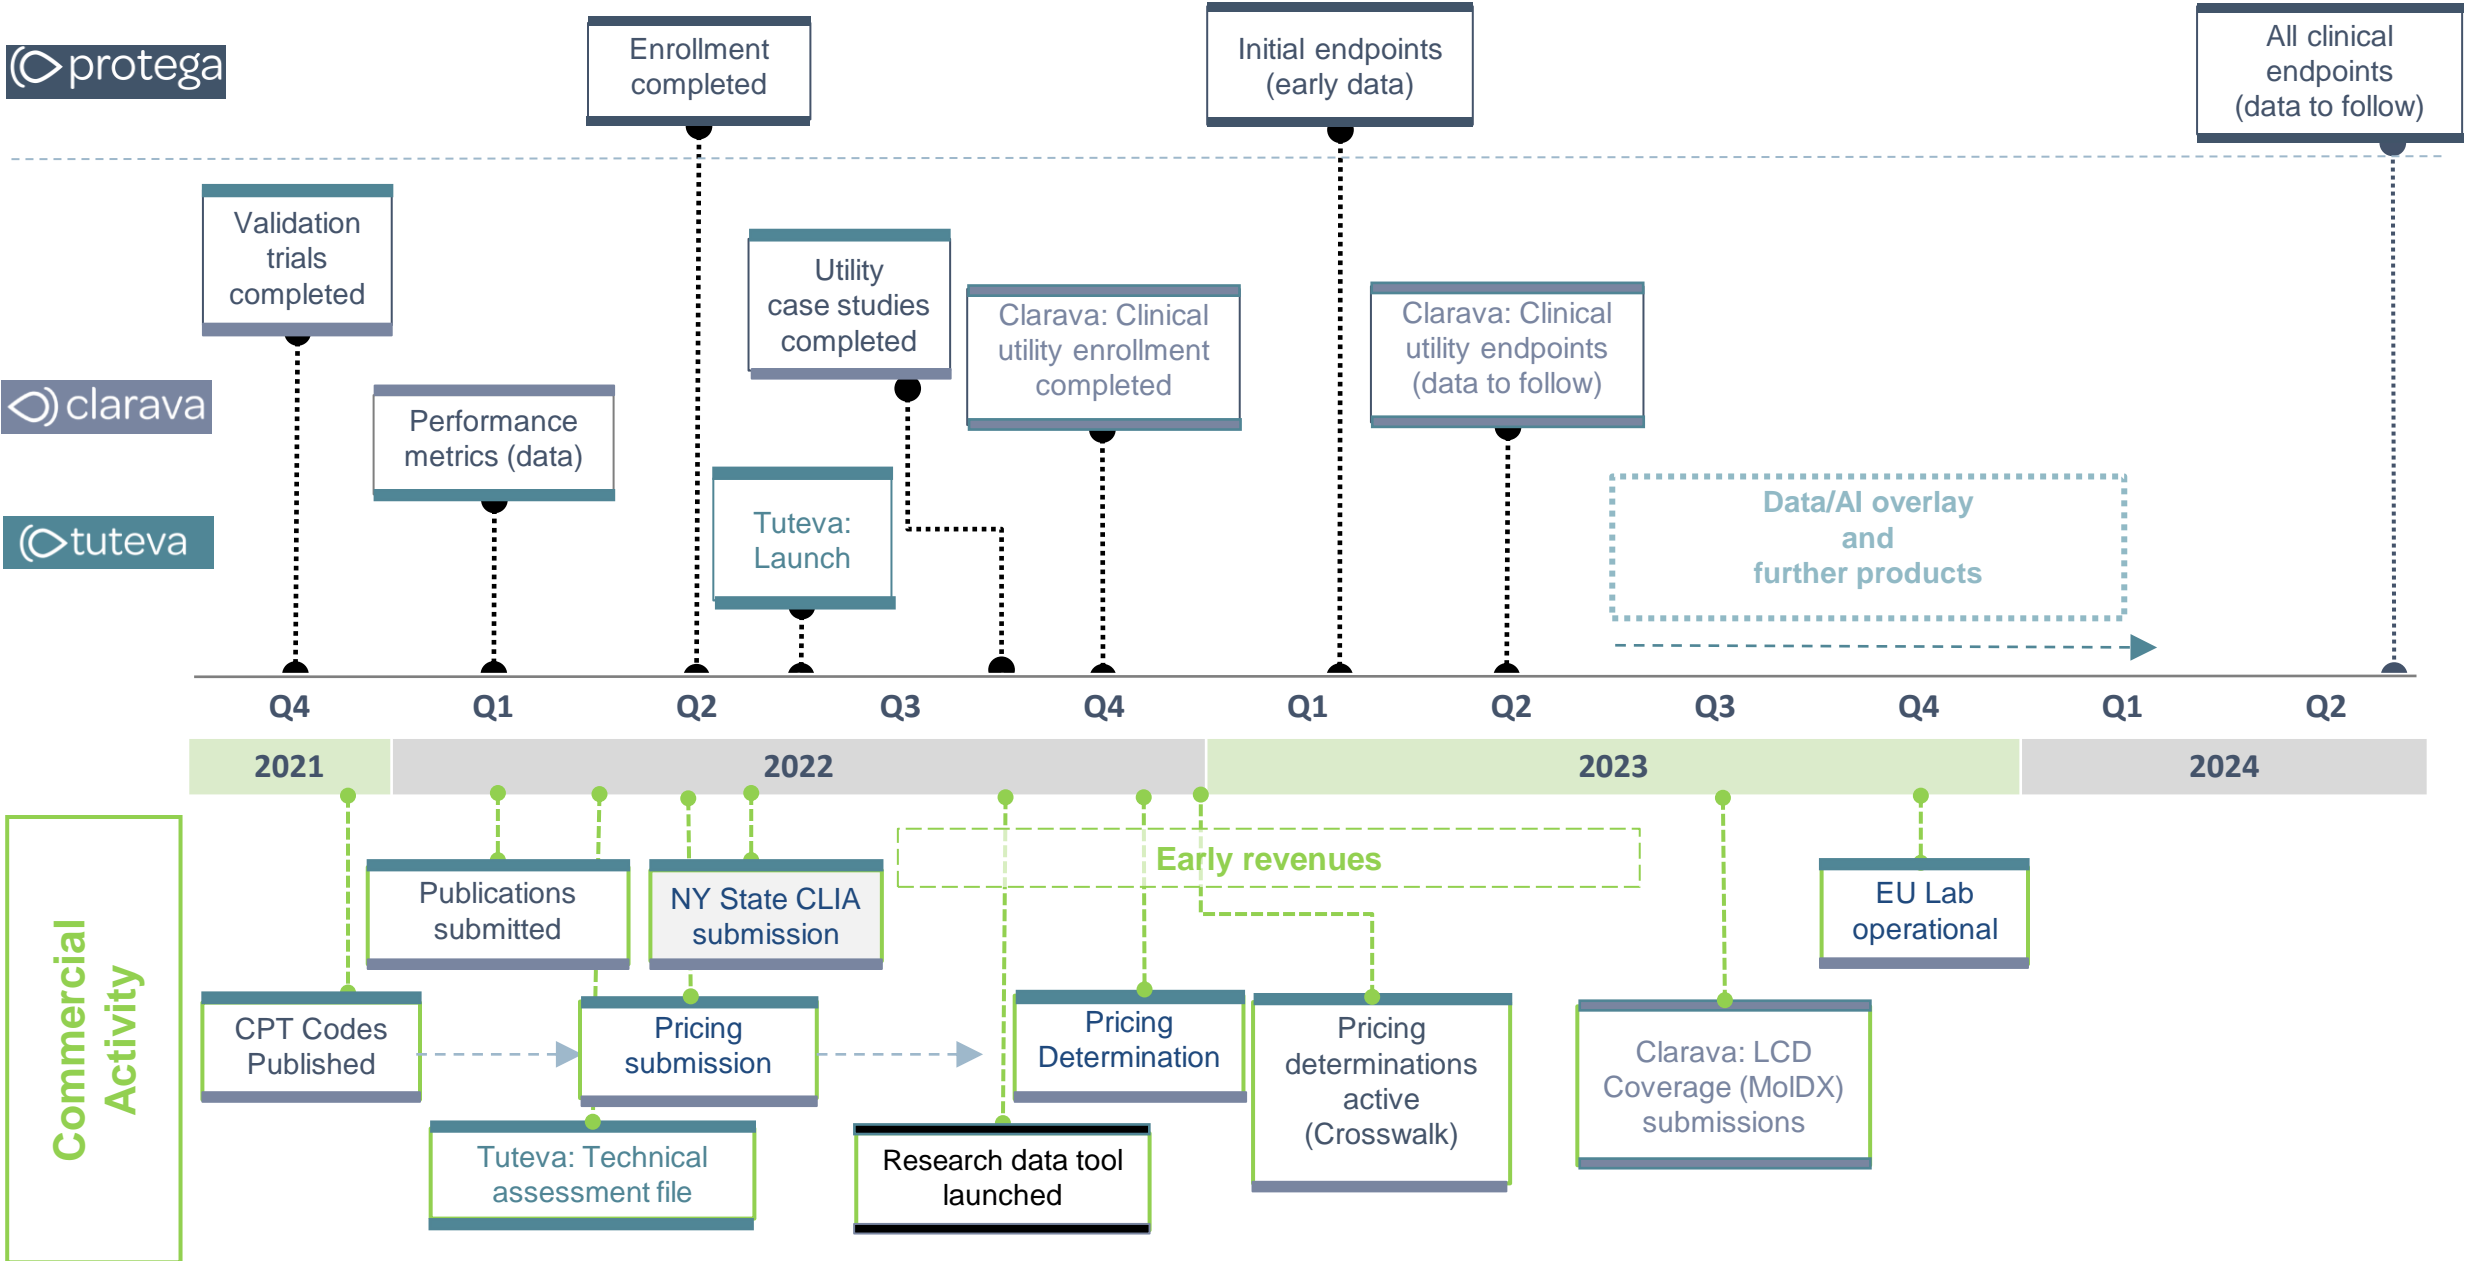 protega
Enrollment
completed
Initial endpoints
(early data)
All clinical
endpoints
(data to follow)
Validation
trials
completed
Utility
case studies
completed
Clarava: Clinical
utility enrollment
completed
Clarava: Clinical
utility endpoints
(data to follow)
clarava
Performance
metrics (data)
tuteva
Tuteva:
Launch
Data/AI overlay
and
further products
Q4 Q1 Q2 Q3 Q4 Q1 Q2 Q3 Q4 Q1 Q2
2021 2022 2023 2024
Commercial
Activity
Early revenues
Publications
submitted
NY State CLIA
submission
EU Lab
operational
CPT Codes
Published
Pricing
submission
Pricing
Determination
Pricing
determinations
active
(Crosswalk)
Clarava: LCD
Coverage (MolDX)
submissions
Tuteva: Technical
assessment file
Research data tool
launched